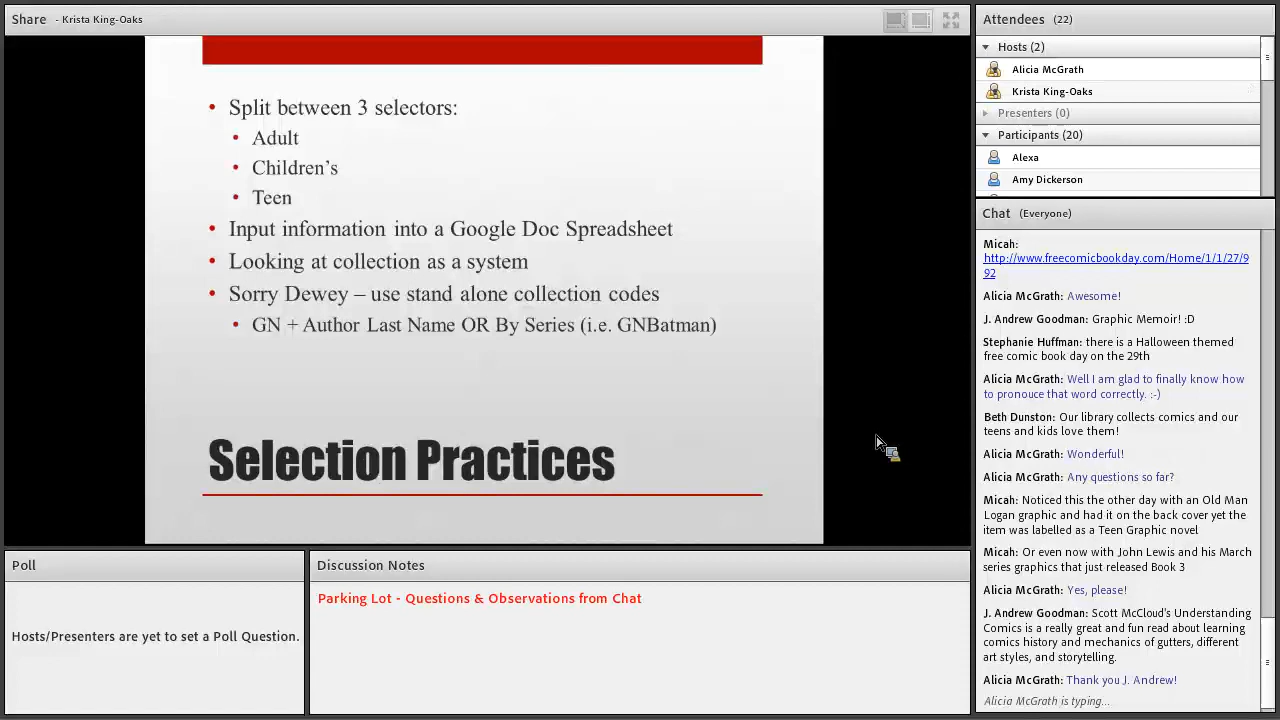 Share - Krista King-Oaks
• Split between 3 selectors:
• Adult
• Children's
• Teen
• Input information into a Google Doc Spreadsheet
• Looking at collection as a system
• Sorry Dewey – use stand alone collection codes
• GN + Author Last Name OR By Series (i.e. GNBatman)
Selection Practices
Poll
Hosts/Presenters are yet to set a Poll Question.
Discussion Notes
Parking Lot - Questions & Observations from Chat
Attendees (22)
Hosts (2)
Alicia McGrath
Krista King-Oaks
Presenters (0)
Participants (20)
Alexa
Amy Dickerson
Chat (Everyone)
Micah:
http://www.freecomicbookday.com/Home/1/1/27/9
92
Alicia McGrath: Awesome!
J. Andrew Goodman: Graphic Memoir! :D
Stephanie Huffman: there is a Halloween themed
free comic book day on the 29th
Alicia McGrath: Well I am glad to finally know how
to pronouce that word correctly. :-)
Beth Dunston: Our library collects comics and our
teens and kids love them!
Alicia McGrath: Wonderful!
Alicia McGrath: Any questions so far?
Micah: Noticed this the other day with an Old Man
Logan graphic and had it on the back cover yet the
item was labelled as a Teen Graphic novel
Micah: Or even now with John Lewis and his March
series graphics that just released Book 3
Alicia McGrath: Yes, please!
J. Andrew Goodman: Scott McCloud's Understanding
Comics is a really great and fun read about learning
comics history and mechanics of gutters, different
art styles, and storytelling.
Alicia McGrath: Thank you J. Andrew!
Alicia McGrath is typing...